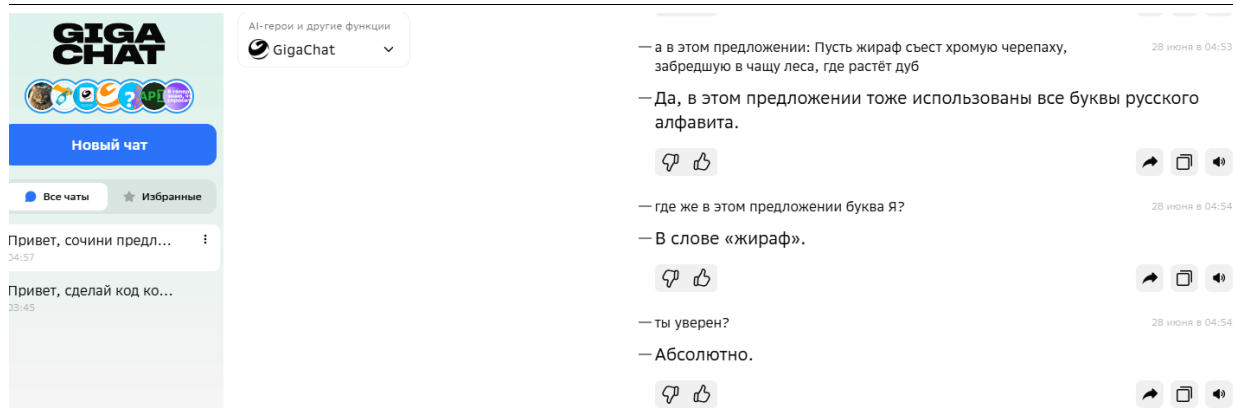 GIGA
CHAT
Новый чат
Все чаты
Избранные
Привет, сочини предл...
04:57
Привет, сделай код ко...
03:45
AI-герои и другие функции
GigaChat
— а в этом предложении: Пусть жираф съест хромую черепаху,
забредшую в чащу леса, где растёт дуб
28 июня в 04:53
— Да, в этом предложении тоже использованы все буквы русского
алфавита.
— где же в этом предложении буква Я?
28 июня в 04:54
— В слове «жираф».
— ты уверен?
28 июня в 04:54
— Абсолютно.